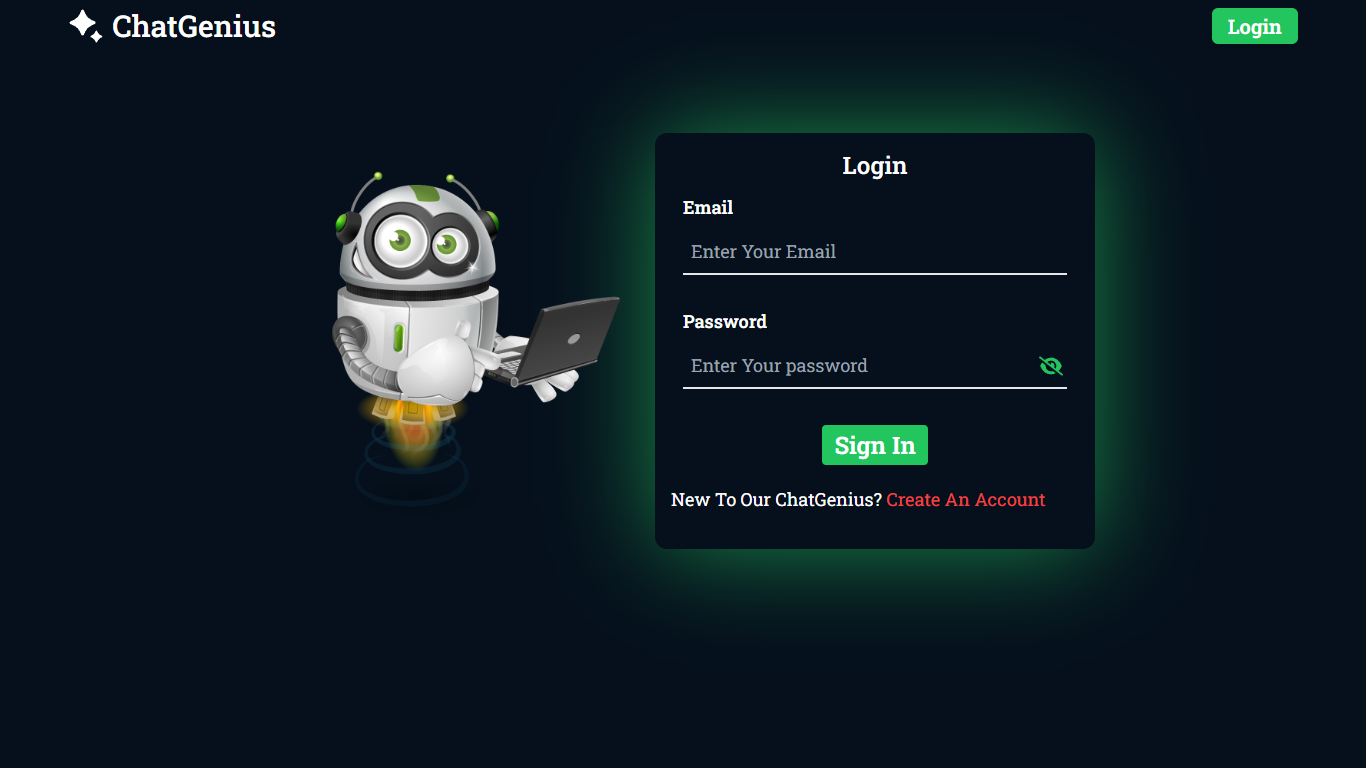 ChatGenius
Login
Login
Email
Enter Your Email
Password
Enter Your password
Sign In
New To Our ChatGenius? Create An Account